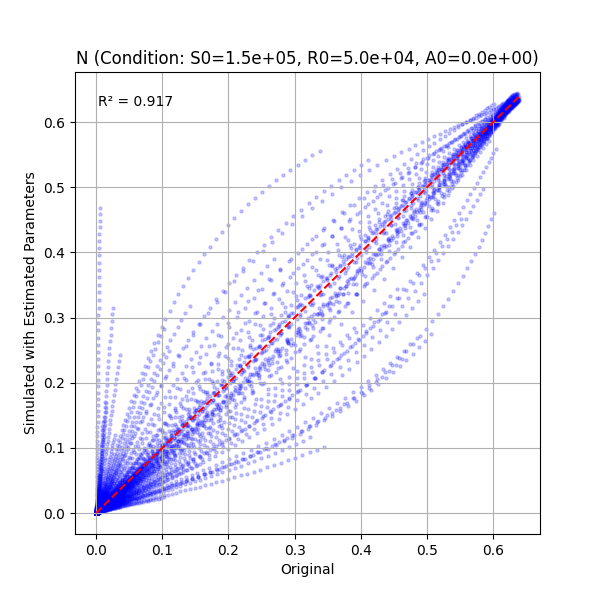 N (Condition: S0=1.5e+05, R0=5.0e+04, A0=0.0e+00)
R² = 0.917
Simulated with Estimated Parameters
0.6
0.5
0.4
0.3
0.2
0.1
0.0
0.0 0.1 0.2 0.3 0.4 0.5 0.6
Original